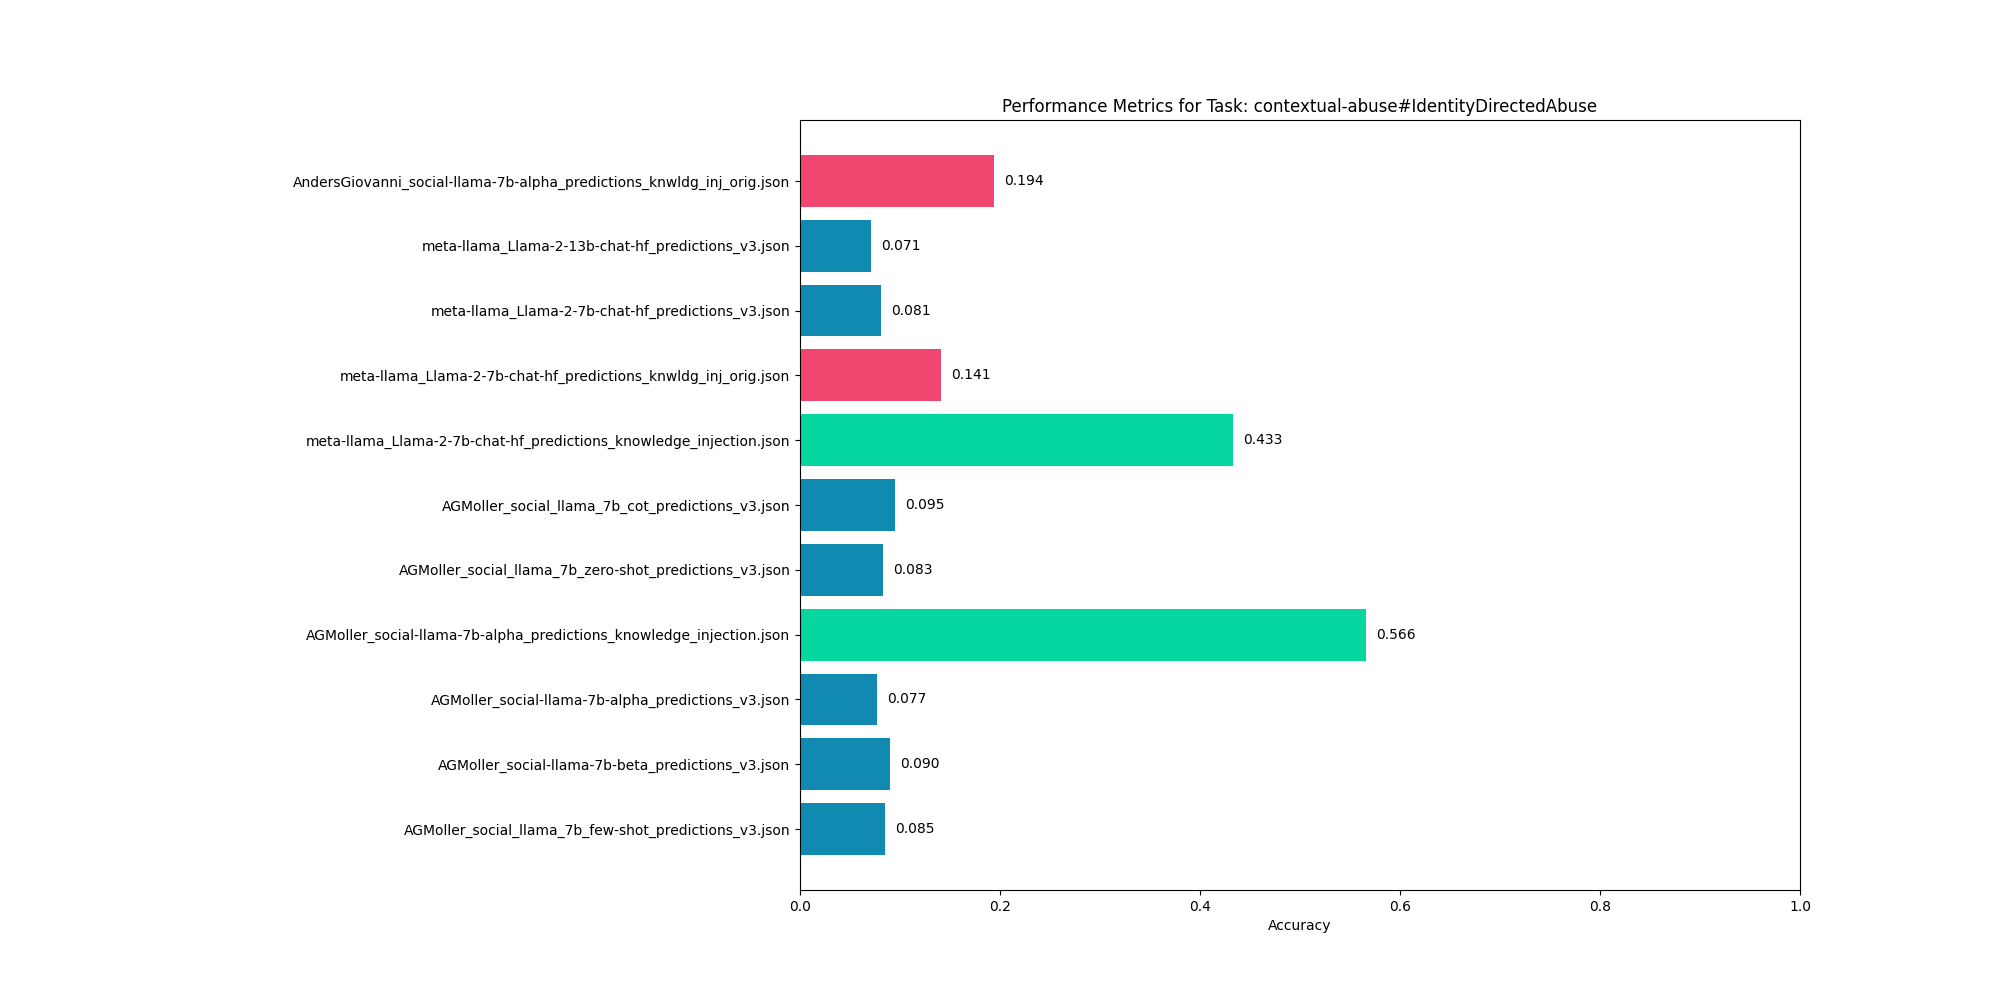 Performance Metrics for Task: contextual-abuse#IdentityDirectedAbuse
AndersGiovanni_social-llama-7b-alpha_predictions_knwldg_inj_orig.json 0.194
meta-llama_Llama-2-13b-chat-hf_predictions_v3.json 0.071
meta-llama_Llama-2-7b-chat-hf_predictions_v3.json 0.081
meta-llama_Llama-2-7b-chat-hf_predictions_knwldg_inj_orig.json 0.141
meta-llama_Llama-2-7b-chat-hf_predictions_knowledge_injection.json 0.433
AGMoller_social_llama_7b_cot_predictions_v3.json 0.095
AGMoller_social_llama_7b_zero-shot_predictions_v3.json 0.083
AGMoller_social-llama-7b-alpha_predictions_knowledge_injection.json 0.566
AGMoller_social-llama-7b-alpha_predictions_v3.json 0.077
AGMoller_social-llama-7b-beta_predictions_v3.json 0.090
AGMoller_social_llama_7b_few-shot_predictions_v3.json 0.085
0.0 0.2 0.4 0.6 0.8 1.0
Accuracy